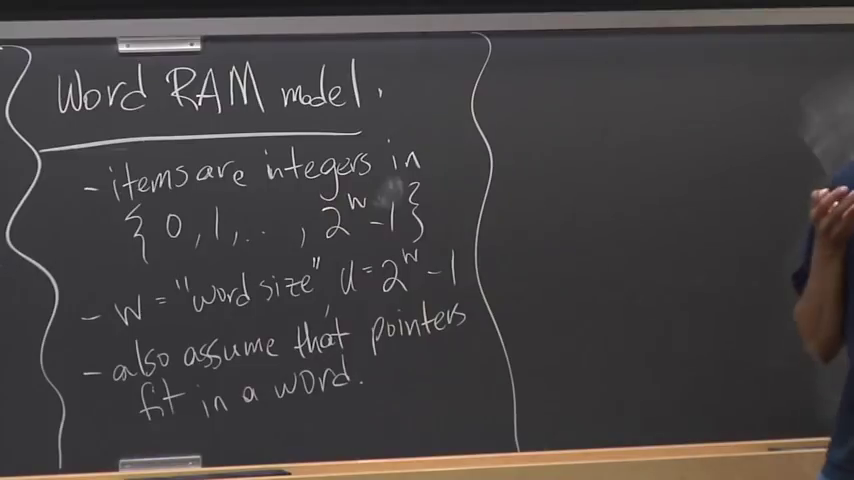 Word RAM model.
- items are integers in
{0,1,..., 2^w -1}
- w = "word size", u = 2^w -1
- also assume that pointers
fit in a word.